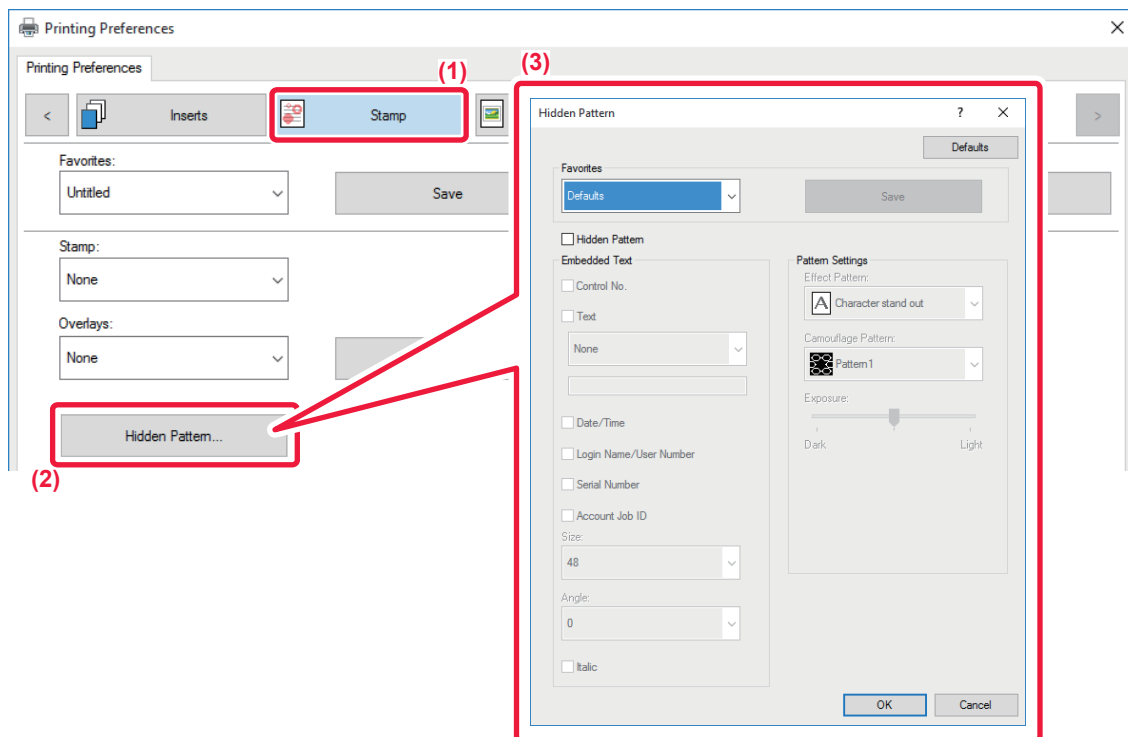 Printing Preferences
Printing Preferences
(1)
(3)
<
Inserts
Stamp
>
Favorites:
Untitled
Save
Stamp:
None
Overlays:
None
Hidden Pattern...
(2)
Hidden Pattern
?
Defaults
Favorites
Defaults
Save
Hidden Pattern
Embedded Text
Control No.
Text
None
Date/Time
Login Name/User Number
Serial Number
Account Job ID
Size:
48
Angle:
0
Italic
Pattern Settings
Effect Pattern:
A Character stand out
Camouflage Pattern:
Pattern1
Exposure:
Dark Light
OK
Cancel